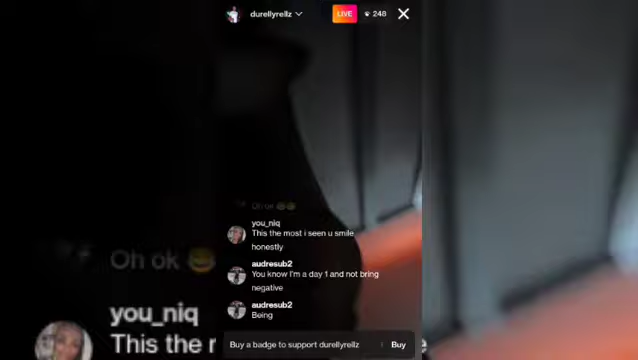 durellyrellz
LIVE
248
Oh ok 😂😂
you_niq
This the most i seen u smile
honestly
audresub2
You know I'm a day 1 and not bring
negative
audresub2
Being
Buy a badge to support durellyrellz
Buy
Oh ok 😂
you_niq
This the r
e